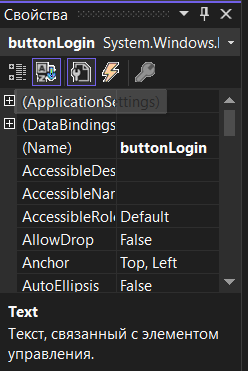 Свойства
buttonLogin System.Windows.
(ApplicationSettings)
(DataBindings
(Name) buttonLogin
AccessibleDes
AccessibleNar
AccessibleRole Default
AllowDrop False
Anchor Top, Left
AutoEllipsis False
Text
Текст, связанный с элементом
управления.